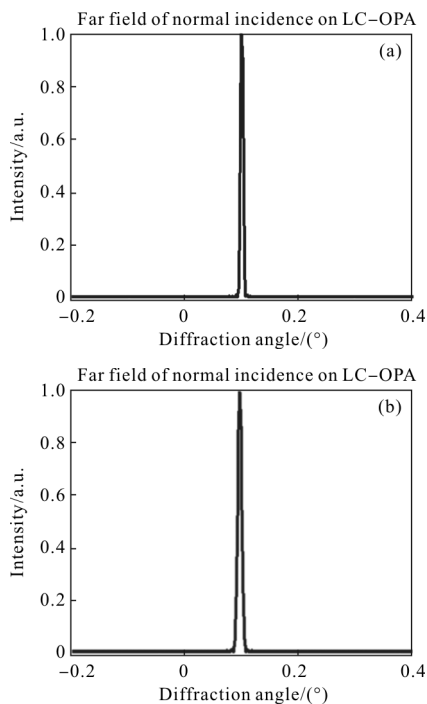 Far field of normal incidence on LC-OPA
(a)
1.0
0.8
0.6
0.4
0.2
0
Intensity/a.u.
−0.2 0 0.2 0.4
Diffraction angle/(°)
Far field of normal incidence on LC-OPA
(b)
1.0
0.8
0.6
0.4
0.2
0
Intensity/a.u.
−0.2 0 0.2 0.4
Diffraction angle/(°)